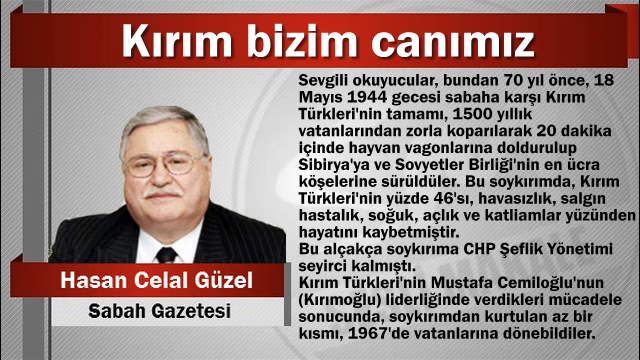 Kırım bizim canımız
Sevgili okuyucular, bundan 70 yıl önce, 18
Mayıs 1944 gecesi sabaha karşı Kırım
Türkleri'nin tamamı, 1500 yıllık
vatanlarından zorla koparılarak 20 dakika
içinde hayvan vagonlarına doldurulup
Sibirya'ya ve Sovyetler Birliği'nin en ücra
köşelerine sürüldüler. Bu soykırımda, Kırım
Türkleri'nin yüzde 46'sı, havasızlık, salgın
hastalık, soğuk, açlık ve katliamlar yüzünden
hayatını kaybetmiştir.
Bu alçakça soykırıma CHP Şeflik Yönetimi
seyirci kalmıştı.
Kırım Türkleri'nin Mustafa Cemiloğlu'nun
(Kırımoğlu) liderliğinde verdikleri mücadele
sonucunda, soykırımdan kurtulan az bir
kısmı, 1967'de vatanlarına dönebildiler.
Hasan Celal Güzel
Sabah Gazetesi